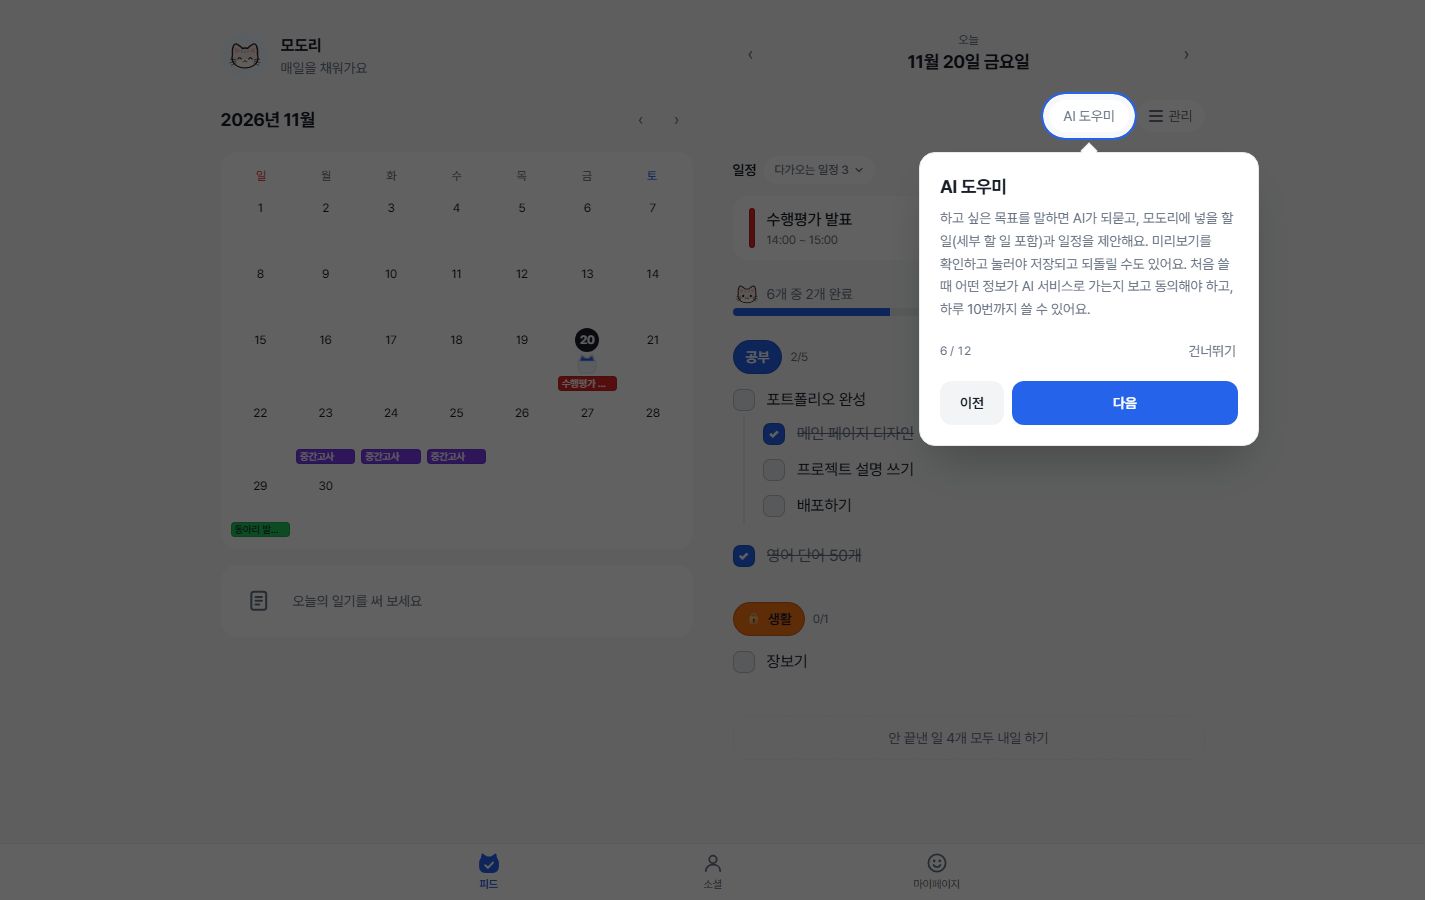 모도리
매일을 채워가요
2026년 11월
‹ ›
일 월 화 수 목 금 토
1 2 3 4 5 6 7
8 9 10 11 12 13 14
15 16 17 18 19 20 21
수행평가 ...
22 23 24 25 26 27 28
중간고사 중간고사 중간고사
29 30
동아리 발...
오늘의 일기를 써 보세요
오늘
‹ 11월 20일 금요일 ›
AI 도우미 관리
일정 다가오는 일정 3
수행평가 발표
14:00 – 15:00
6개 중 2개 완료
공부 2/5
포트폴리오 완성
메인 페이지 디자인
프로젝트 설명 쓰기
배포하기
영어 단어 50개
생활 0/1
장보기
안 끝낸 일 4개 모두 내일 하기
AI 도우미
하고 싶은 목표를 말하면 AI가 되묻고, 모도리에 넣을 할
일(세부 할 일 포함)과 일정을 제안해요. 미리보기를
확인하고 눌러야 저장되고 되돌릴 수도 있어요. 처음 쓸
때 어떤 정보가 AI 서비스로 가는지 보고 동의해야 하고,
하루 10번까지 쓸 수 있어요.
6 / 12 건너뛰기
이전 다음
피드 소셜 마이페이지